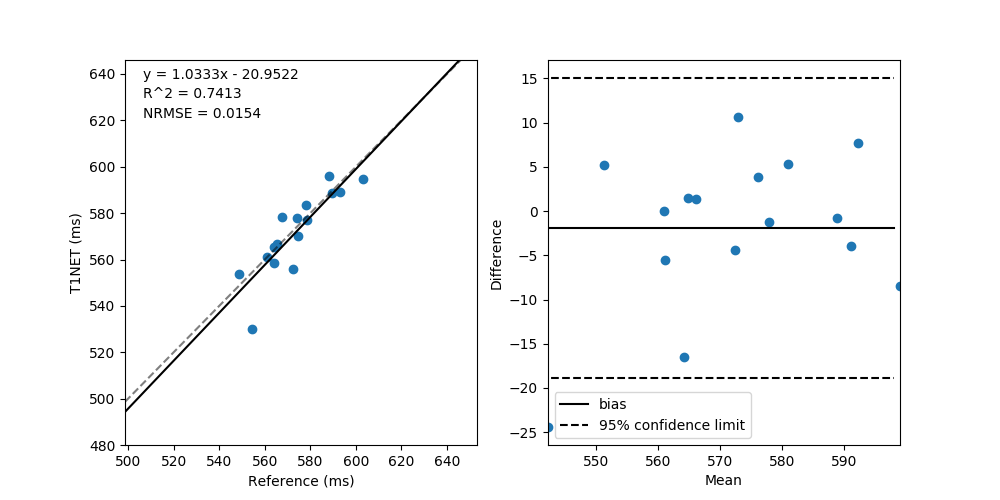 y = 1.0333x - 20.9522
R^2 = 0.7413
NRMSE = 0.0154
640
620
600
580
560
540
520
500
480
T1NET (ms)
500 520 540 560 580 600 620 640
Reference (ms)
15
10
5
0
−5
−10
−15
−20
−25
Difference
bias
95% confidence limit
550 560 570 580 590
Mean